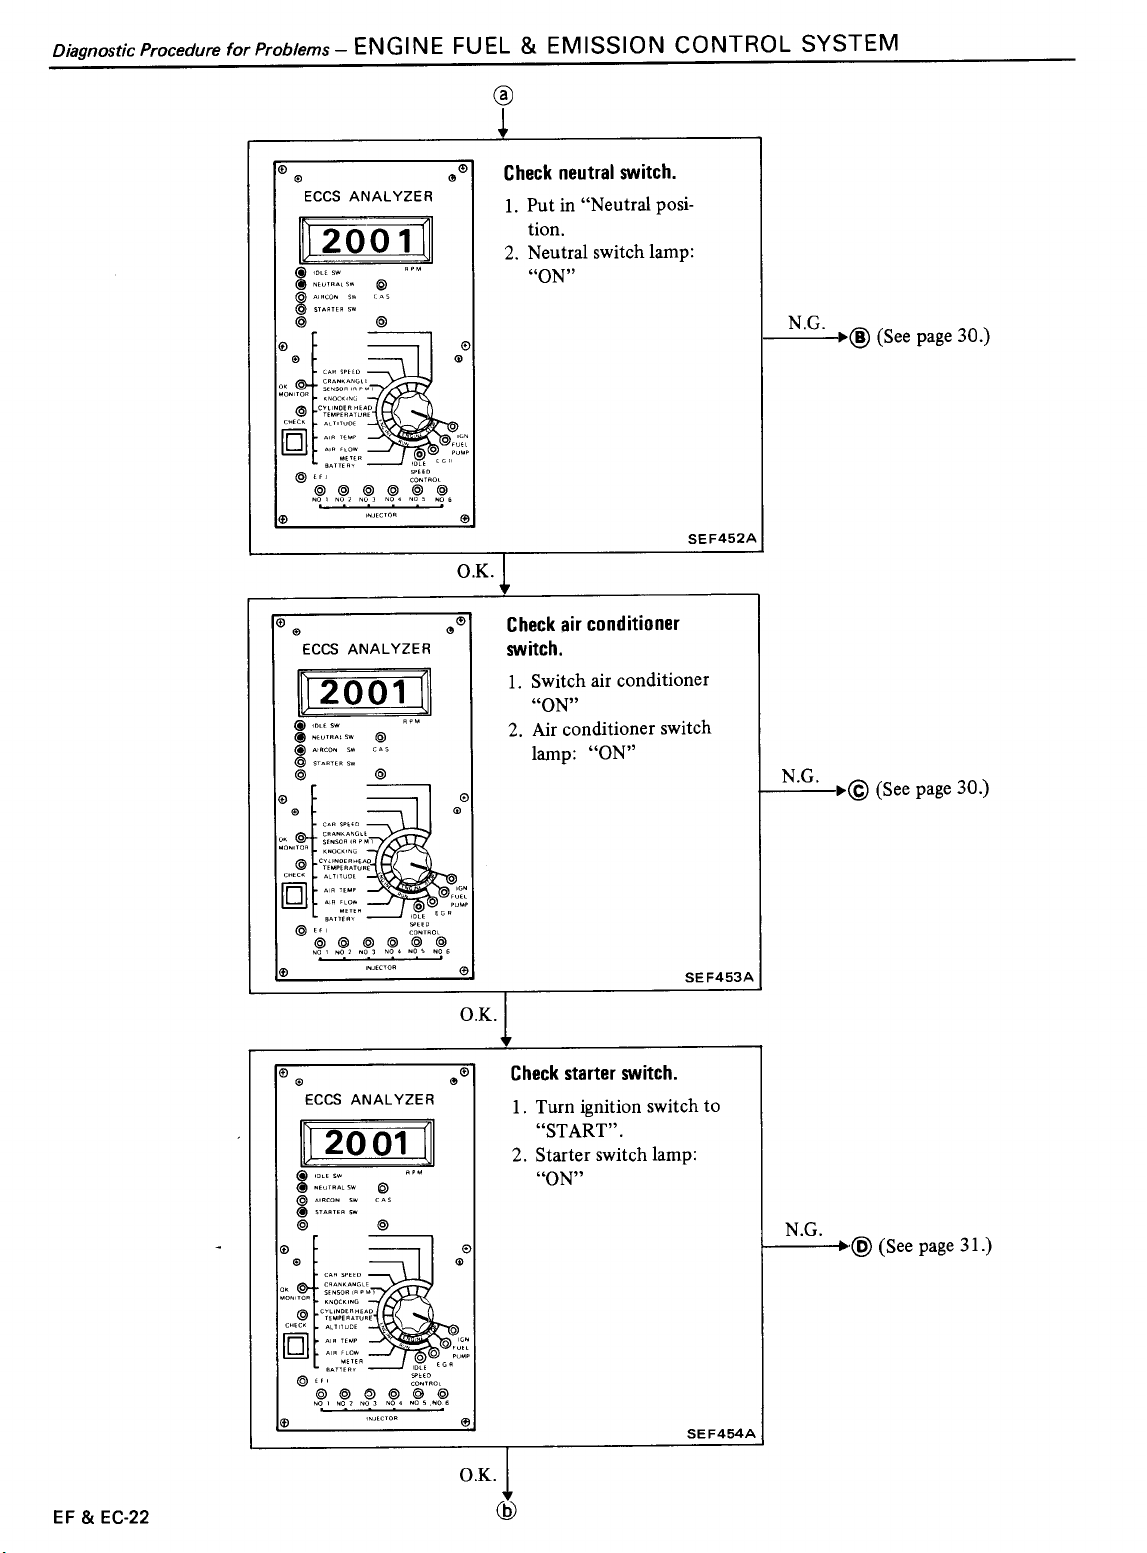 Diagnostic Procedure for Problems – ENGINE FUEL & EMISSION CONTROL SYSTEM
ⓐ
ECCS ANALYZER
2001
RPM
IDLE SW
NEUTRAL SW
AIRCON SW CAS
STARTER SW
CAR SPEED
CRANKANGLE
SENSOR (RPM)
OK
MONITOR
KNOCKING
CYLINDER HEAD
TEMPERATURE
CHECK
ALTITUDE
AIR TEMP
AIR FLOW
METER
BATTERY
ENGINE
RUN
IGN
FUEL
PUMP
EGR
IDLE
SPEED
CONTROL
EFI
NO 1 NO 2 NO 3 NO 4 NO 5 NO 6
INJECTOR
Check neutral switch.
1. Put in “Neutral posi-
tion.
2. Neutral switch lamp:
“ON”
SEF452A
N.G.
Ⓑ (See page 30.)
O.K.
ECCS ANALYZER
2001
RPM
IDLE SW
NEUTRAL SW
AIRCON SW CAS
STARTER SW
CAR SPEED
CRANKANGLE
SENSOR (RPM)
OK
MONITOR
KNOCKING
CYLINDERHEAD
TEMPERATURE
CHECK
ALTITUDE
AIR TEMP
AIR FLOW
METER
BATTERY
RUN
IGN
FUEL
PUMP
EGR
IDLE
SPEED
CONTROL
EFI
NO 1 NO 2 NO 3 NO 4 NO 5 NO 6
INJECTOR
Check air conditioner
switch.
1. Switch air conditioner
“ON”
2. Air conditioner switch
lamp: “ON”
SEF453A
N.G.
Ⓒ (See page 30.)
O.K.
ECCS ANALYZER
2001
RPM
IDLE SW
NEUTRAL SW
AIRCON SW CAS
STARTER SW
CAR SPEED
CRANKANGLE
SENSOR (RPM)
OK
MONITOR
KNOCKING
CYLINDER HEAD
TEMPERATURE
CHECK
ALTITUDE
AIR TEMP
AIR FLOW
METER
BATTERY
ENGINE
RUN
IGN
FUEL
PUMP
EGR
IDLE
SPEED
CONTROL
EFI
NO 1 NO 2 NO 3 NO 4 NO 5 NO 6
INJECTOR
Check starter switch.
1. Turn ignition switch to
“START”.
2. Starter switch lamp:
“ON”
SEF454A
N.G.
Ⓓ (See page 31.)
O.K.
ⓑ
EF & EC-22